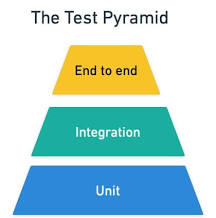 The Test Pyramid
End to end
Integration
Unit